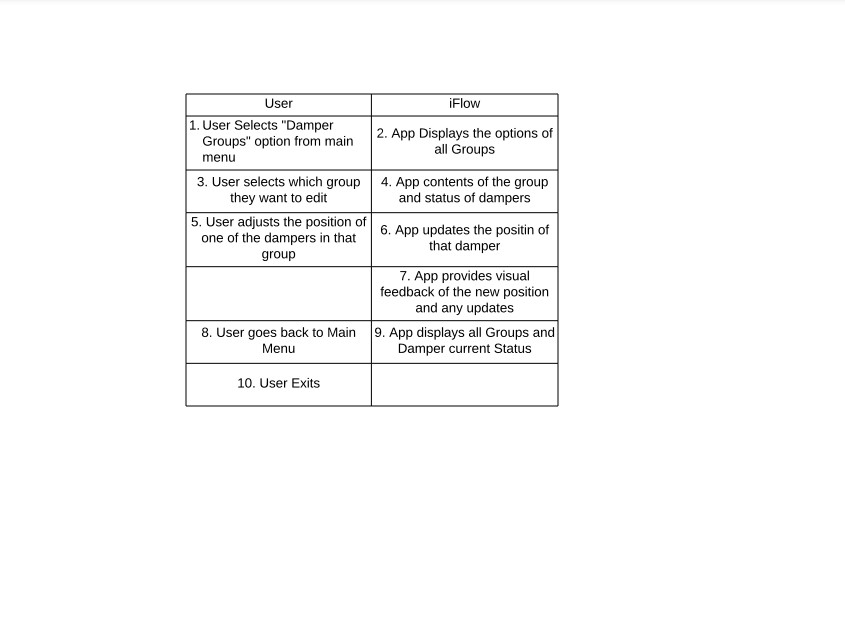 User
iFlow
1. User Selects "Damper
Groups" option from main
menu
2. App Displays the options of
all Groups
3. User selects which group
they want to edit
4. App contents of the group
and status of dampers
5. User adjusts the position of
one of the dampers in that
group
6. App updates the positin of
that damper
7. App provides visual
feedback of the new position
and any updates
8. User goes back to Main
Menu
9. App displays all Groups and
Damper current Status
10. User Exits